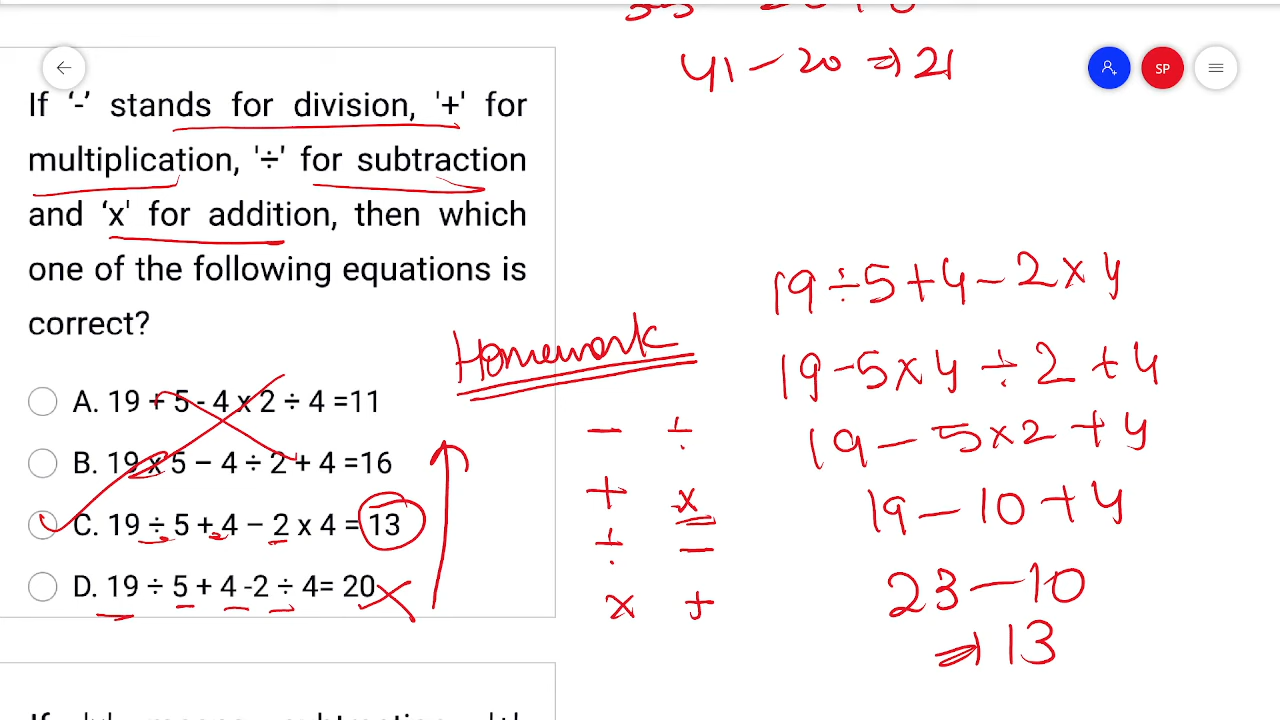 41 - 20 ⇒ 21
SP
If ‘-’ stands for division, '+' for
multiplication, '÷' for subtraction
and ‘x' for addition, then which
one of the following equations is
correct?
A. 19 + 5 - 4 x 2 ÷ 4 =11
B. 19 x 5 – 4 ÷ 2 + 4 =16
C. 19 ÷ 5 + 4 – 2 x 4 = 13
D. 19 ÷ 5 + 4 -2 ÷ 4= 20
Homework
- ÷
+ x
÷ -
x +
19 ÷ 5 + 4 - 2 x 4
19 - 5 x 4 ÷ 2 + 4
19 - 5 x 2 + 4
19 - 10 + 4
23 - 10
⇒ 13